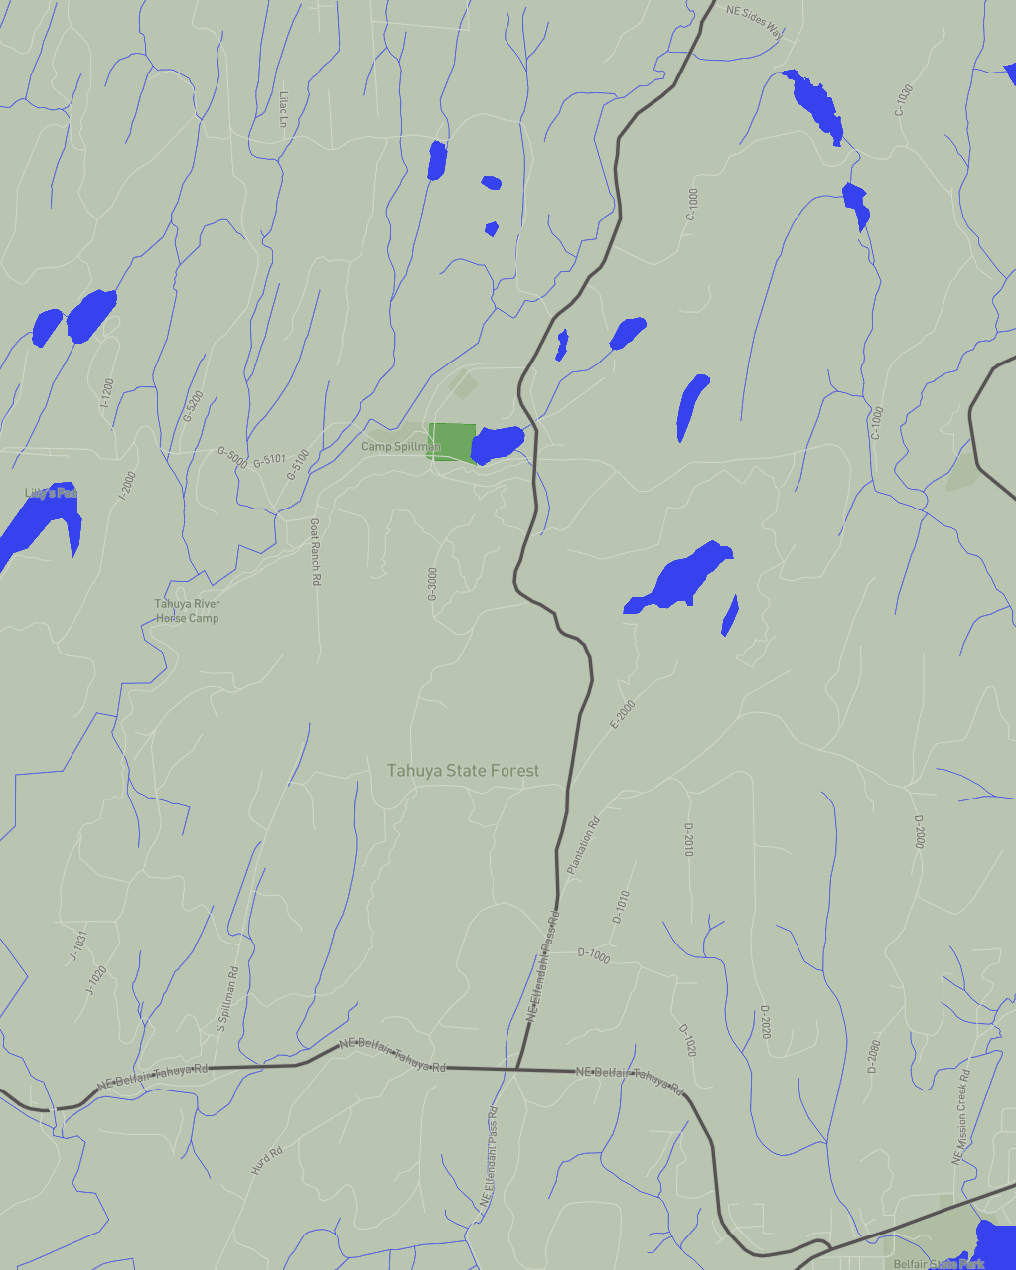 NE Sides Way
C-1030
Lilac Ln
C-1000
I-1200
G-5200
C-1000
Camp Spillman
G-5000
G-5101
G-5100
I-2000
Goat Ranch Rd
G-3000
Tahuya River
Horse Camp
E-2000
Tahuya State Forest
Plantation Rd
D-2010
D-2000
D-1010
J-1031
J-1020
S Spillman Rd
NE Elfendahl Pass Rd
D-1000
D-1020
D-2020
D-2080
NE Belfair Tahuya Rd
NE Belfair Tahuya Rd
NE Belfair Tahuya Rd
NE Mission Creek Rd
Hurd Rd
NE Elfendahl Pass Rd
Belfair State Park